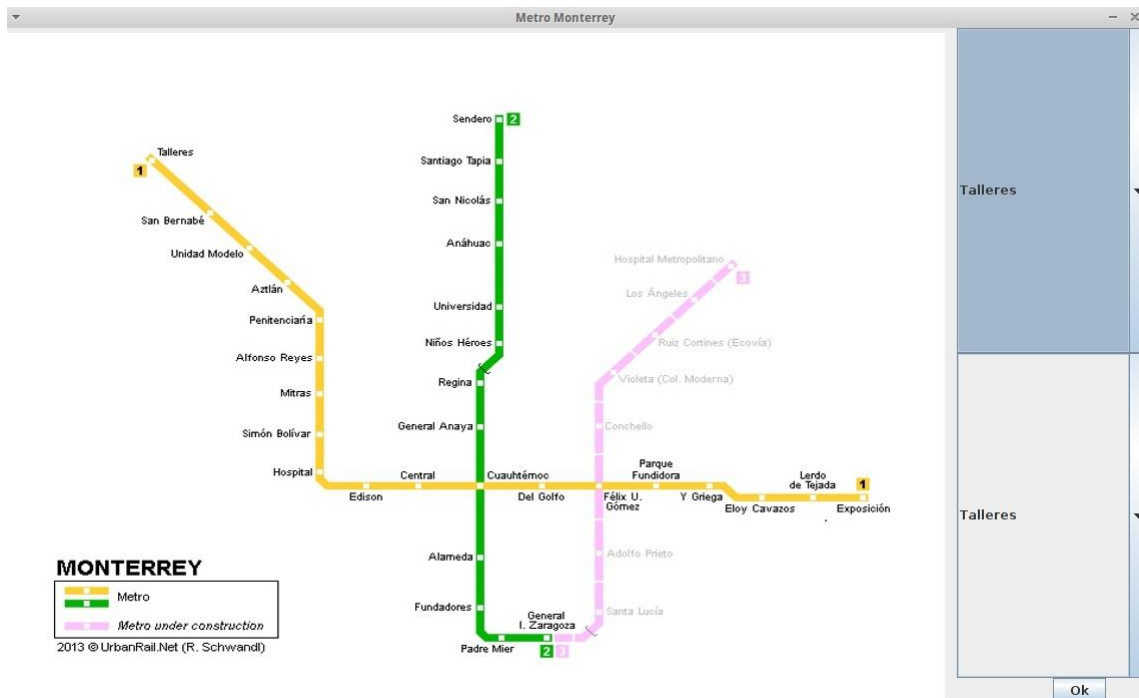 Metro Monterrey
Sendero 2
Talleres
1
Santiago Tapia
San Nicolás
San Bernabé
Anáhuac
Unidad Modelo
Hospital Metropolitano
3
Aztlán
Los Ángeles
Universidad
Penitenciaría
Niños Héroes
Ruiz Cortines (Ecovía)
Alfonso Reyes
Regina
Violeta (Col. Moderna)
Mitras
General Anaya
Conchello
Simón Bolívar
Hospital
Central
Cuauhtémoc
Parque
Fundidora
Lerdo
de Tejada
1
Edison
Del Golfo
Félix U.
Gómez
Y Griega
Eloy Cavazos
Exposición
Alameda
Adolfo Prieto
Fundadores
General
I. Zaragoza
Santa Lucía
Padre Mier
2 3
MONTERREY
Metro
Metro under construction
2013 © UrbanRail.Net (R. Schwandl)
Talleres
Talleres
Ok